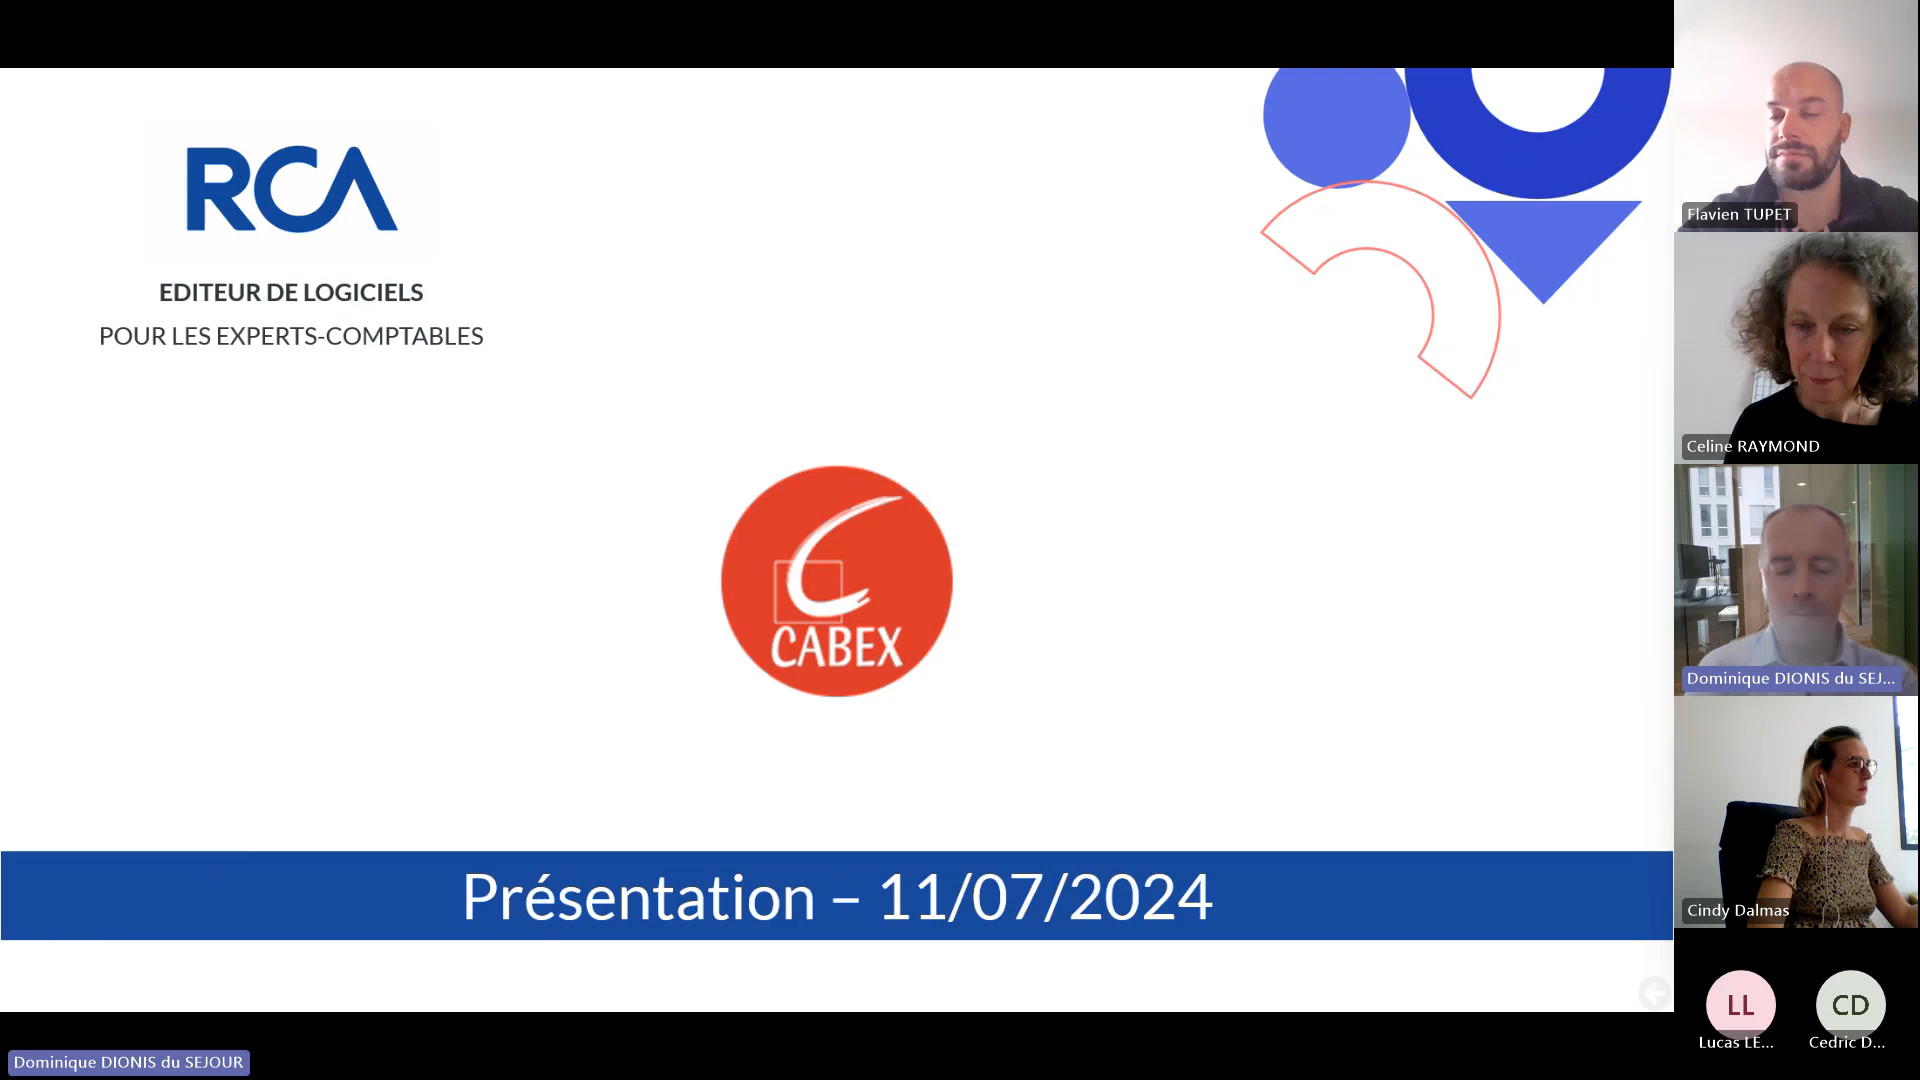 RCA
EDITEUR DE LOGICIELS
POUR LES EXPERTS-COMPTABLES
CABEX
Présentation – 11/07/2024
Dominique DIONIS du SEJOUR
Flavien TUPET
Celine RAYMOND
Dominique DIONIS du SEJ...
Cindy Dalmas
LL
CD
Lucas LE...
Cedric D...